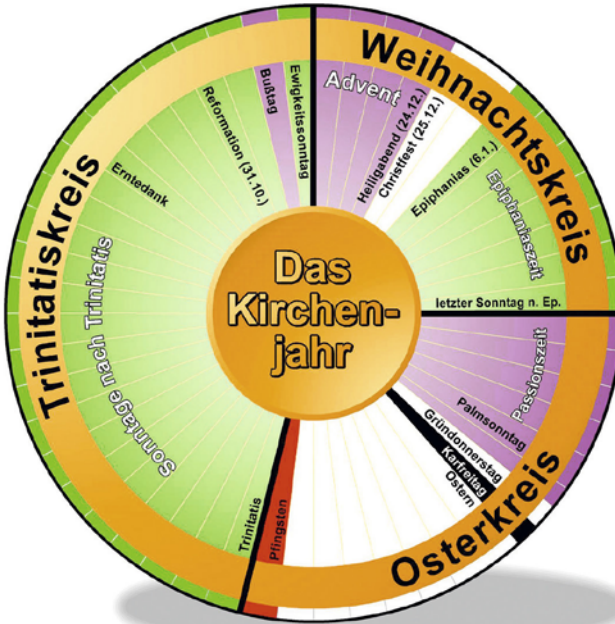 Das
Kirchen-
jahr
Weihnachtskreis
Advent
Heiligabend (24.12.)
Christfest (25.12.)
Epiphanias (6.1.)
Epiphaniaszeit
letzter Sonntag n. Ep.
Osterkreis
Passionszeit
Palmsonntag
Gründonnerstag
Karfreitag
Ostern
Pfingsten
Trinitatiskreis
Trinitatis
Sonntage nach Trinitatis
Erntedank
Reformation (31.10.)
Bußtag
Ewigkeitssonntag